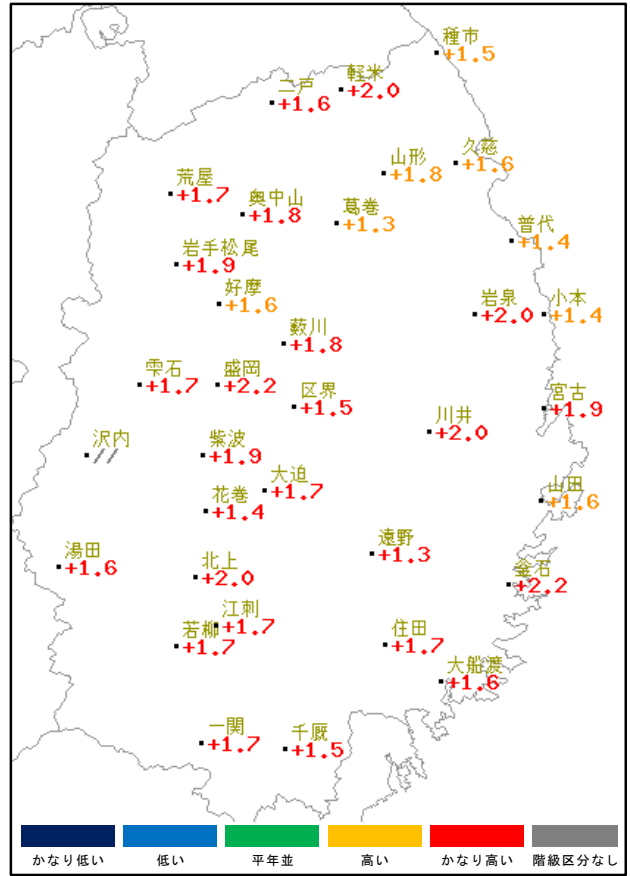 種市
+1.5
軽米
+2.0
二戸
+1.6
久慈
+1.6
山形
+1.8
荒屋
+1.7
奥中山
+1.8
葛巻
+1.3
普代
+1.4
岩手松尾
+1.9
好摩
+1.6
岩泉
+2.0
小本
+1.4
薮川
+1.8
雫石
+1.7
盛岡
+2.2
区界
+1.5
宮古
+1.9
川井
+2.0
沢内
//
紫波
+1.9
大迫
+1.7
山田
+1.6
花巻
+1.4
遠野
+1.3
湯田
+1.6
北上
+2.0
釜石
+2.2
江刺
+1.7
若柳
+1.7
住田
+1.7
大船渡
+1.6
一関
+1.7
千厩
+1.5
かなり低い 低い 平年並 高い かなり高い 階級区分なし